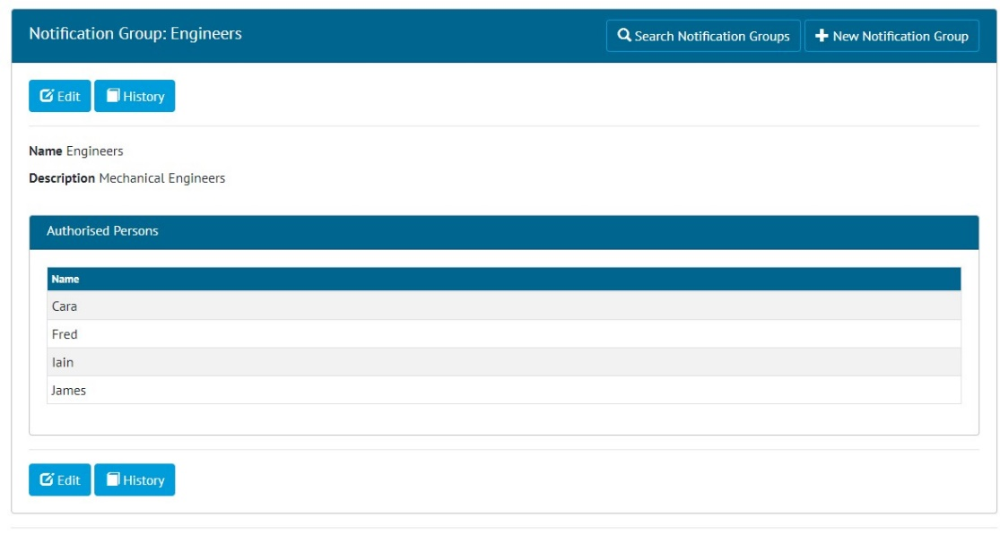 Notification Group: Engineers
Search Notification Groups
New Notification Group
Edit
History
Name Engineers
Description Mechanical Engineers
Authorised Persons
Name
Cara
Fred
Iain
James
Edit
History